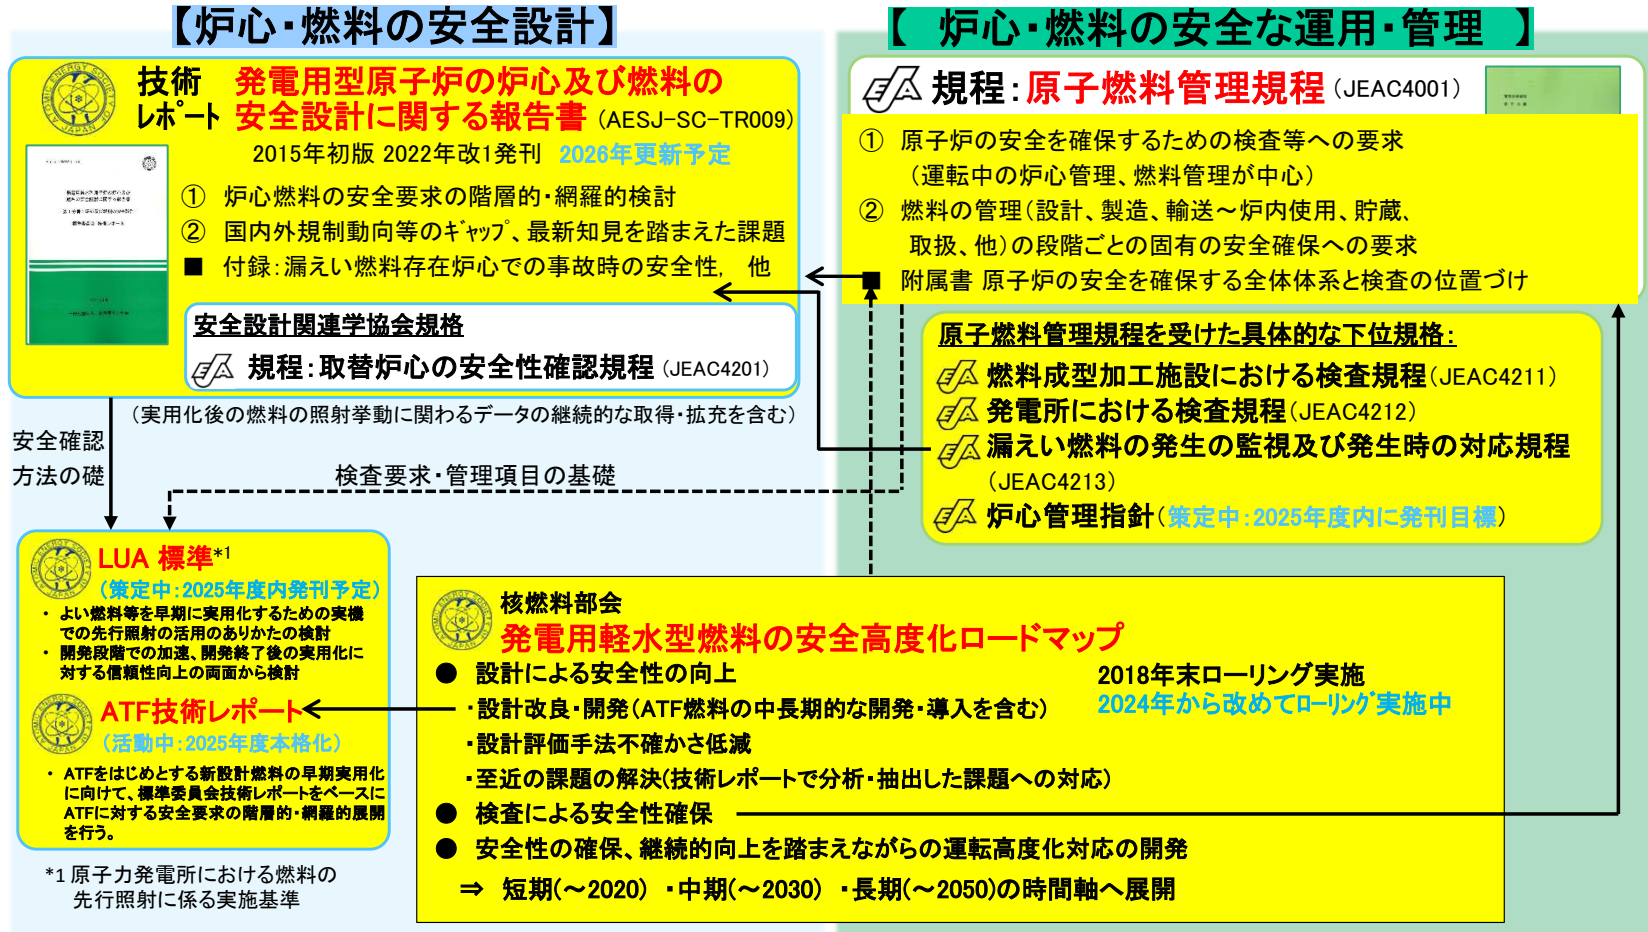 【炉心・燃料の安全設計】
技術
レポート
発電用型原子炉の炉心及び燃料の
安全設計に関する報告書（AESJ-SC-TR009）
2015年初版 2022年改1発刊 2026年更新予定
① 炉心燃料の安全要求の階層的・網羅的検討
② 国内外規制動向等のギャップ、最新知見を踏まえた課題
■ 付録：漏えい燃料存在炉心での事故時の安全性, 他
安全設計関連学協会規格
規程：取替炉心の安全性確認規程（JEAC4201）
（実用化後の燃料の照射挙動に関わるデータの継続的な取得・拡充を含む）
安全確認
方法の礎
検査要求・管理項目の基礎
【 炉心・燃料の安全な運用・管理 】
規程：原子燃料管理規程（JEAC4001）
① 原子炉の安全を確保するための検査等への要求
（運転中の炉心管理、燃料管理が中心）
② 燃料の管理（設計、製造、輸送～炉内使用、貯蔵、
取扱、他）の段階ごとの固有の安全確保への要求
■ 附属書 原子炉の安全を確保する全体体系と検査の位置づけ
原子燃料管理規程を受けた具体的な下位規格：
燃料成型加工施設における検査規程（JEAC4211）
発電所における検査規程（JEAC4212）
漏えい燃料の発生の監視及び発生時の対応規程
（JEAC4213）
炉心管理指針（策定中：2025年度内に発刊目標）
LUA 標準*1
（策定中：2025年度内発刊予定）
・ よい燃料等を早期に実用化するための実機
での先行照射の活用のありかたの検討
・ 開発段階での加速、開発終了後の実用化に
対する信頼性向上の両面から検討
ATF技術レポート
（活動中：2025年度本格化）
・ ATFをはじめとする新設計燃料の早期実用化
に向けて、標準委員会技術レポートをベースに
ATFに対する安全要求の階層的・網羅的展開
を行う。
*1 原子力発電所における燃料の
先行照射に係る実施基準
核燃料部会
発電用軽水型燃料の安全高度化ロードマップ
● 設計による安全性の向上
2018年末ローリング実施
2024年から改めてローリング実施中
・設計改良・開発（ATF燃料の中長期的な開発・導入を含む）
・設計評価手法不確かさ低減
・至近の課題の解決（技術レポートで分析・抽出した課題への対応）
● 検査による安全性確保
● 安全性の確保、継続的向上を踏まえながらの運転高度化対応の開発
⇒ 短期（～2020）・中期（～2030）・長期（～2050）の時間軸へ展開